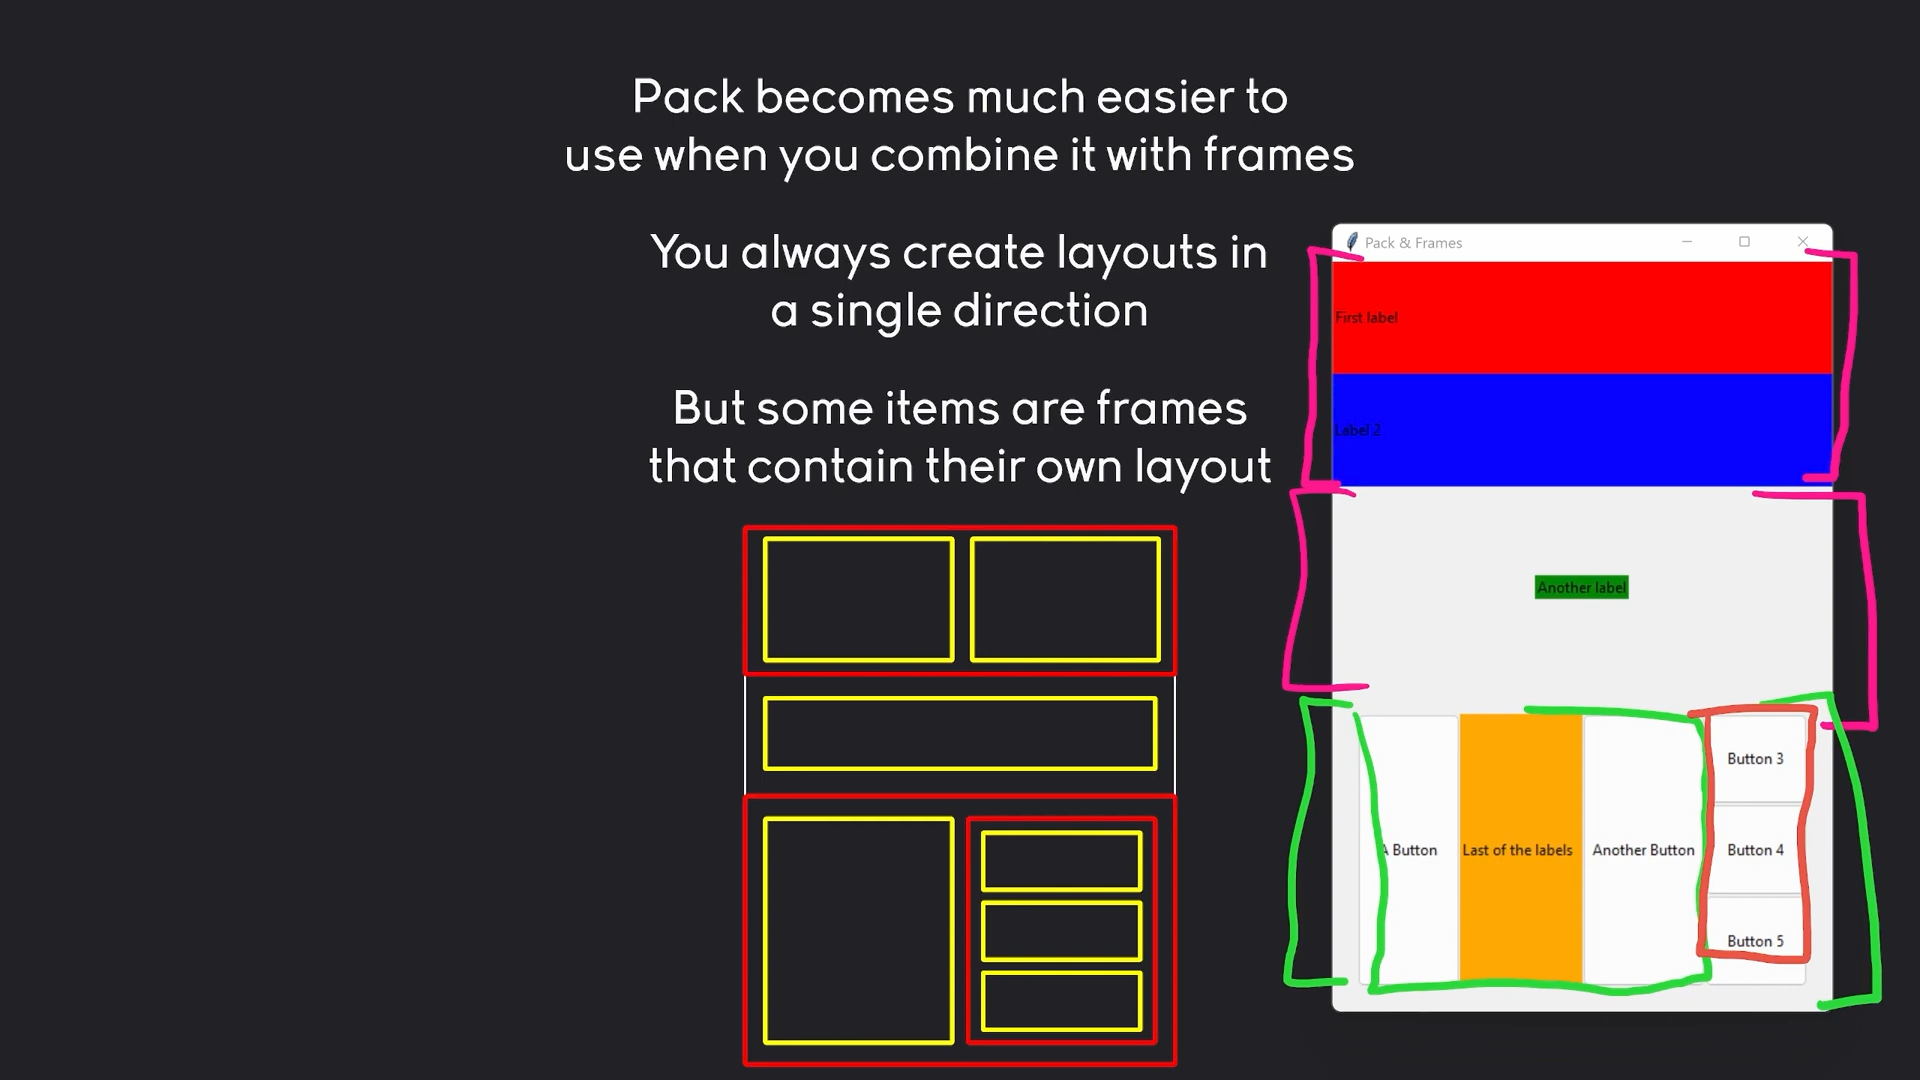 Pack becomes much easier to
use when you combine it with frames
You always create layouts in
a single direction
But some items are frames
that contain their own layout
Pack & Frames
First label
Label 2
Another label
A Button
Last of the labels
Another Button
Button 3
Button 4
Button 5